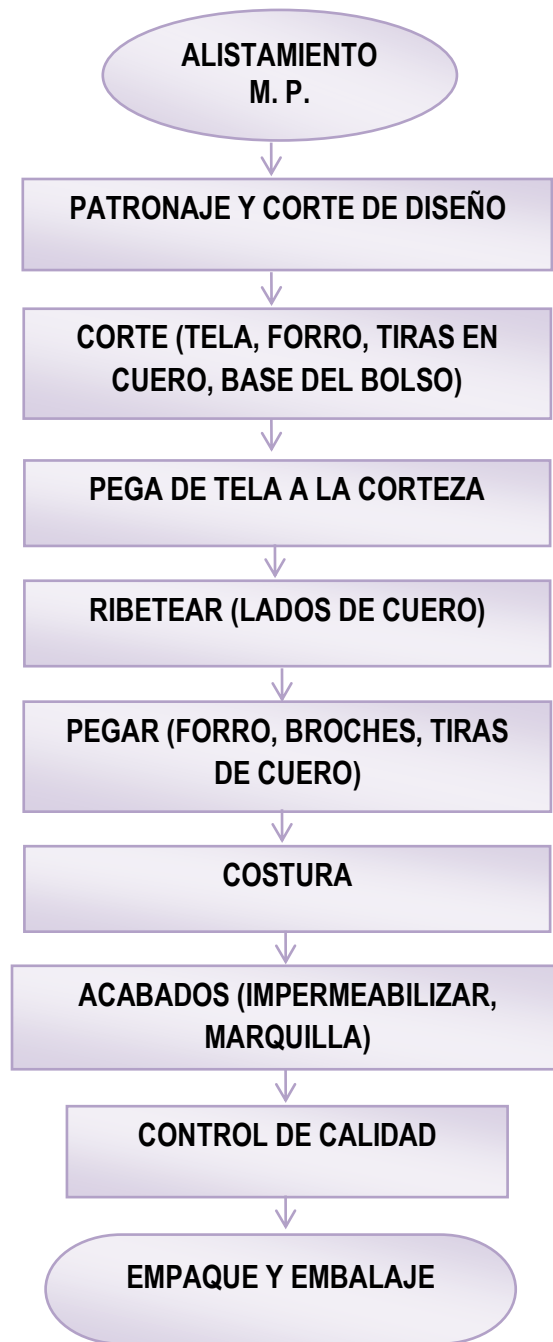 ALISTAMIENTO
M. P.
PATRONAJE Y CORTE DE DISEÑO
CORTE (TELA, FORRO, TIRAS EN
CUERO, BASE DEL BOLSO)
PEGA DE TELA A LA CORTEZA
RIBETEAR (LADOS DE CUERO)
PEGAR (FORRO, BROCHES, TIRAS
DE CUERO)
COSTURA
ACABADOS (IMPERMEABILIZAR,
MARQUILLA)
CONTROL DE CALIDAD
EMPAQUE Y EMBALAJE